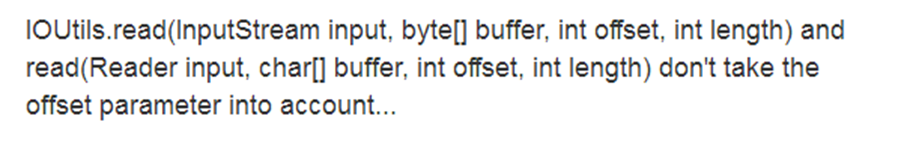 IOUtils.read(InputStream input, byte[] buffer, int offset, int length) and
read(Reader input, char[] buffer, int offset, int length) don't take the
offset parameter into account...